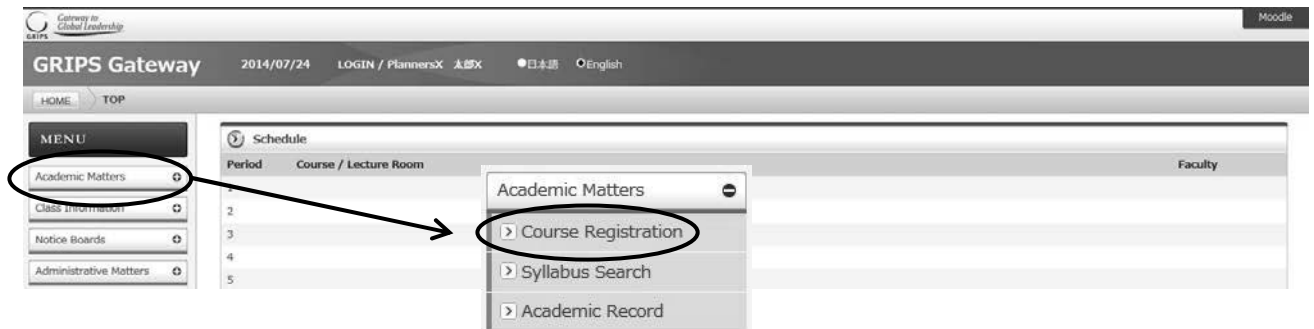 Gateway to
Global Leadership
GRIPS
Moodle
GRIPS Gateway 2014/07/24 LOGIN / PlannersX 太郎X 日本語 English
HOME TOP
MENU
Schedule
Period Course / Lecture Room Faculty
Academic Matters
1
Class Information
2
Notice Boards
3
Administrative Matters
4
5
Academic Matters
Course Registration
Syllabus Search
Academic Record